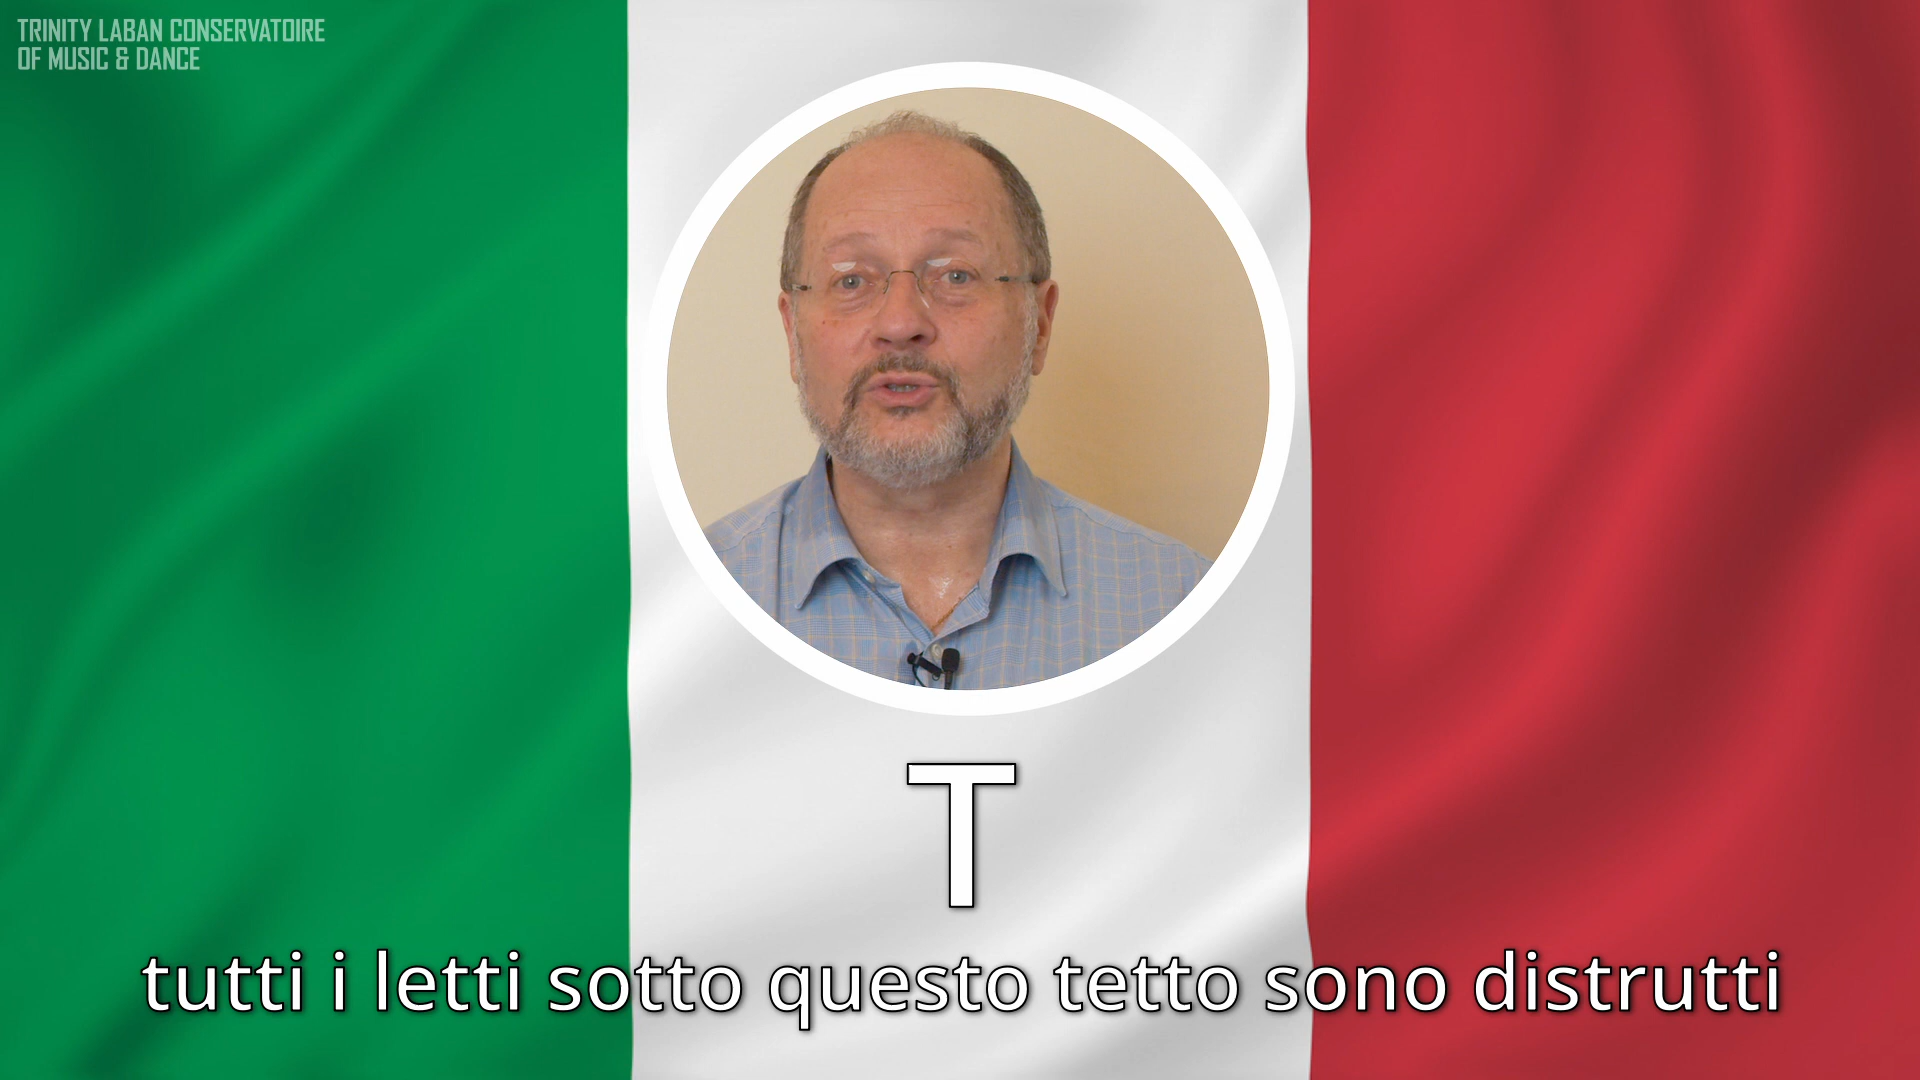 TRINITY LABAN CONSERVATOIRE
OF MUSIC & DANCE
T
tutti i letti sotto questo tetto sono distrutti